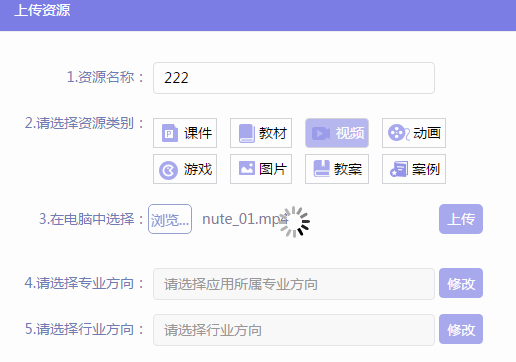 上传资源
1.资源名称： 222
2.请选择资源类别： 课件 教材 视频 动画
游戏 图片 教案 案例
3.在电脑中选择： 浏览... nute_01.mp4 上传
4.请选择专业方向： 请选择应用所属专业方向 修改
5.请选择行业方向： 请选择行业方向 修改